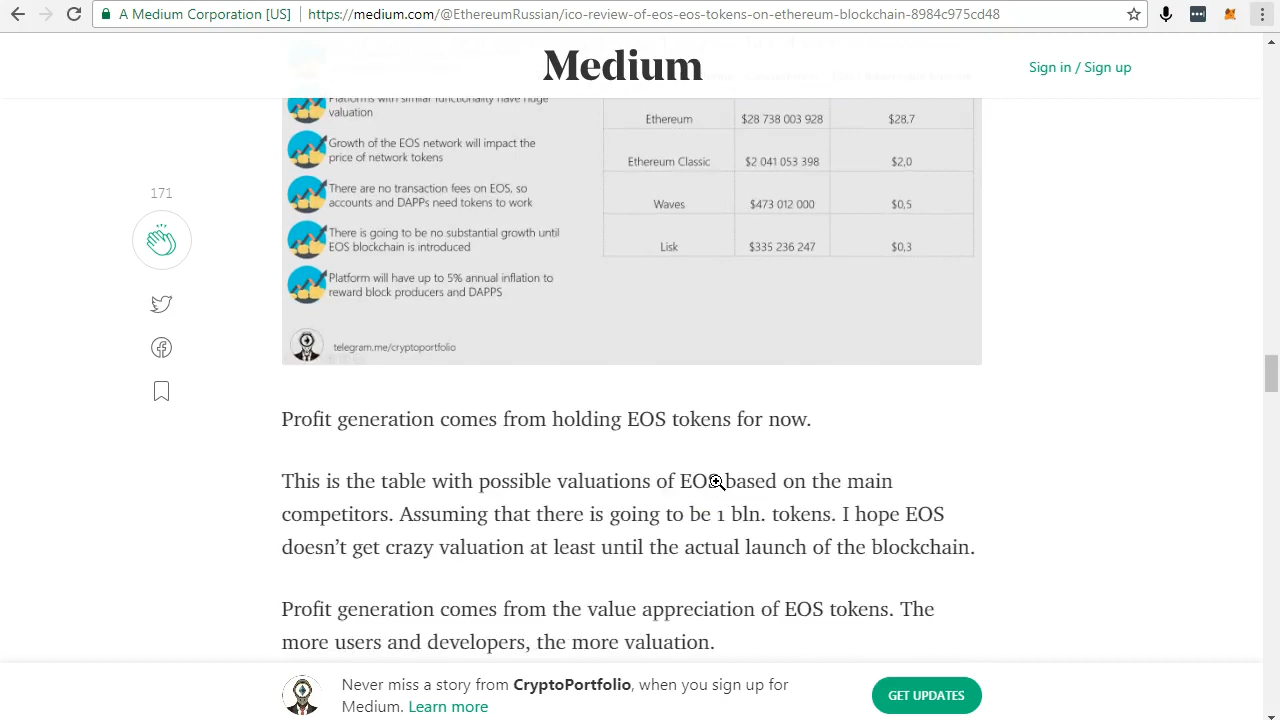 A Medium Corporation [US] https://medium.com/@EthereumRussian/ico-review-of-eos-eos-tokens-on-ethereum-blockchain-8984c975cd48
Medium
Sign in / Sign up
Platforms with similar functionality have huge
valuation
Growth of the EOS network will impact the
price of network tokens
There are no transaction fees on EOS, so
accounts and DAPPs need tokens to work
There is going to be no substantial growth until
EOS blockchain is introduced
Platform will have up to 5% annual inflation to
reward block producers and DAPPS
telegram.me/cryptoportfolio
Ethereum $28 738 003 928 $28,7
Ethereum Classic $2 041 053 398 $2,0
Waves $473 012 000 $0,5
Lisk $335 236 247 $0,3
171
Profit generation comes from holding EOS tokens for now.
This is the table with possible valuations of EOS based on the main
competitors. Assuming that there is going to be 1 bln. tokens. I hope EOS
doesn't get crazy valuation at least until the actual launch of the blockchain.
Profit generation comes from the value appreciation of EOS tokens. The
more users and developers, the more valuation.
Never miss a story from CryptoPortfolio, when you sign up for
Medium. Learn more
GET UPDATES